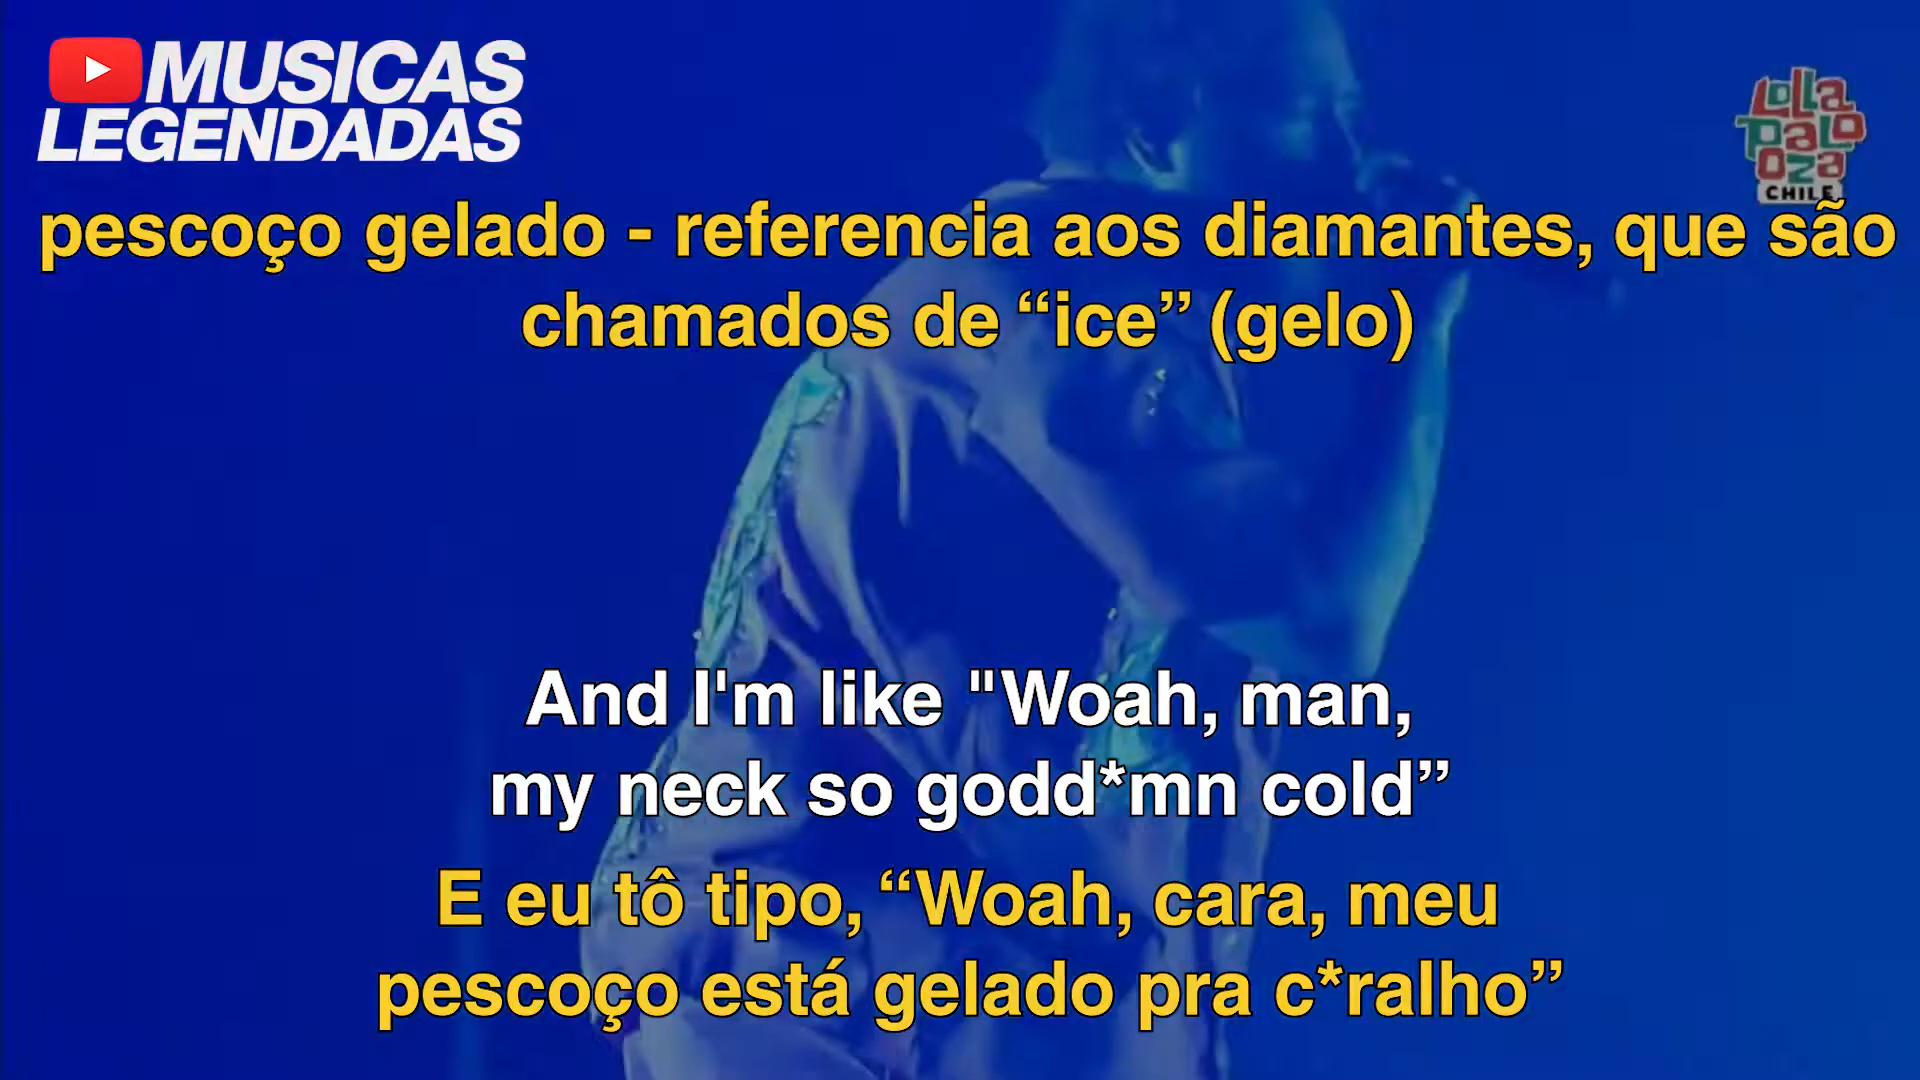 MUSICAS
LEGENDADAS
LOLLA
PALO
OZA
CHILE
pescoço gelado - referencia aos diamantes, que são
chamados de “ice” (gelo)
And I'm like "Woah, man,
my neck so godd*mn cold”
E eu tô tipo, “Woah, cara, meu
pescoço está gelado pra c*ralho”